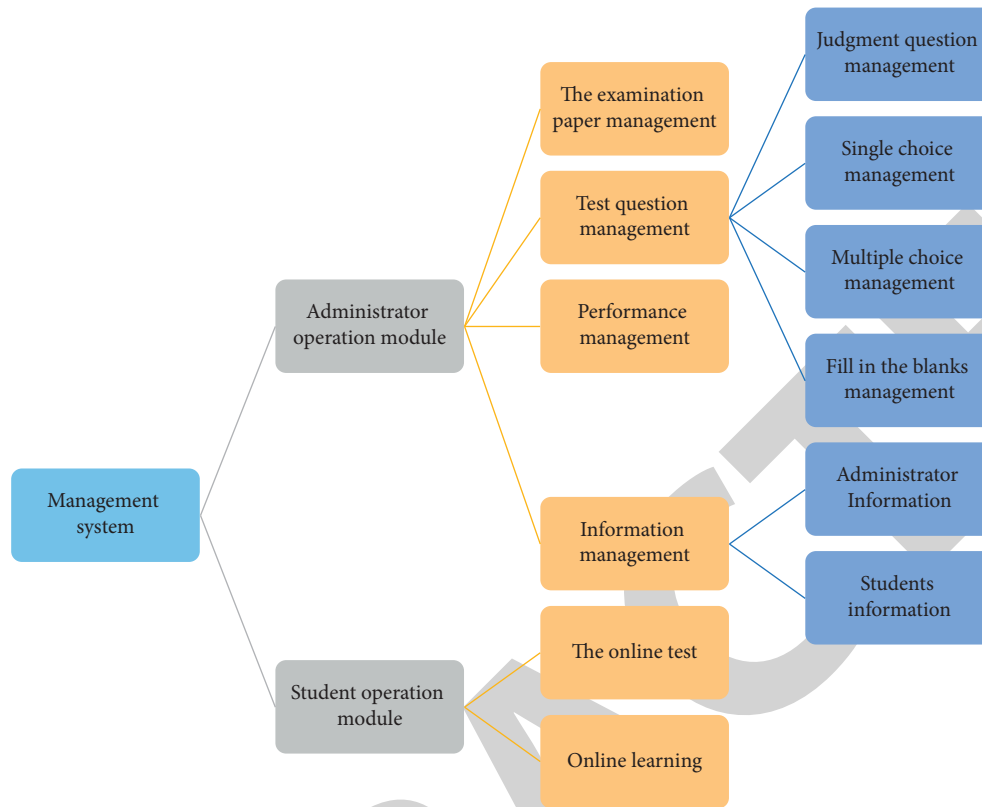 Management
system
Administrator
operation module
Student operation
module
The examination
paper management
Test question
management
Performance
management
Information
management
The online test
Online learning
Judgment question
management
Single choice
management
Multiple choice
management
Fill in the blanks
management
Administrator
Information
Students
information